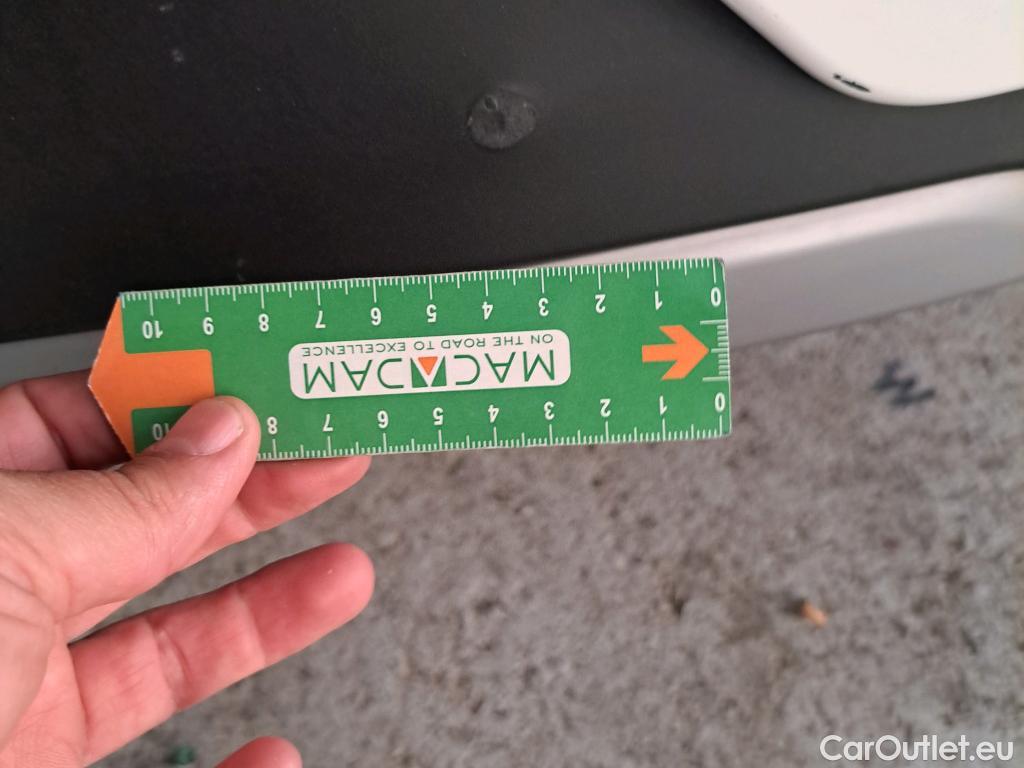 10 9 8 7 6 5 4 3 2 1 0
ON THE ROAD TO EXCELLENCE
MACADAM
10 8 7 6 5 4 3 2 1 0
CarOutlet.eu